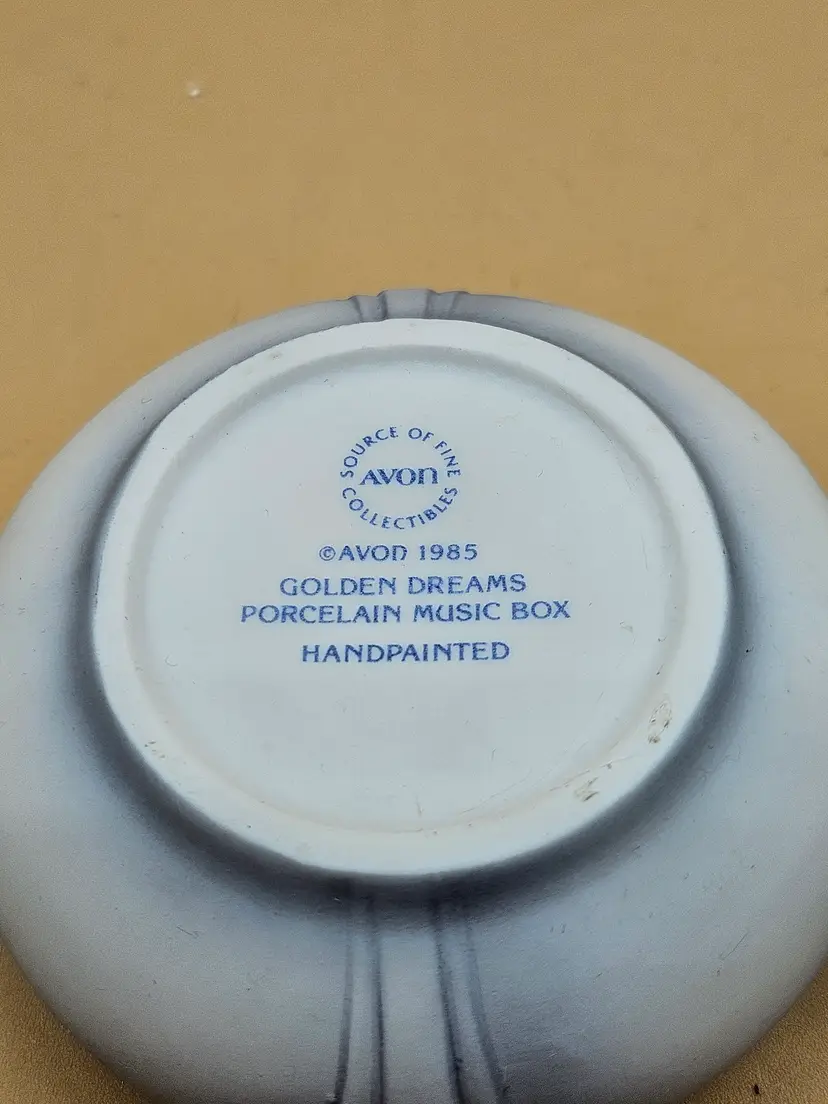 SOURCE OF FINE
AVON
COLLECTIBLES
©AVON 1985
GOLDEN DREAMS
PORCELAIN MUSIC BOX
HANDPAINTED